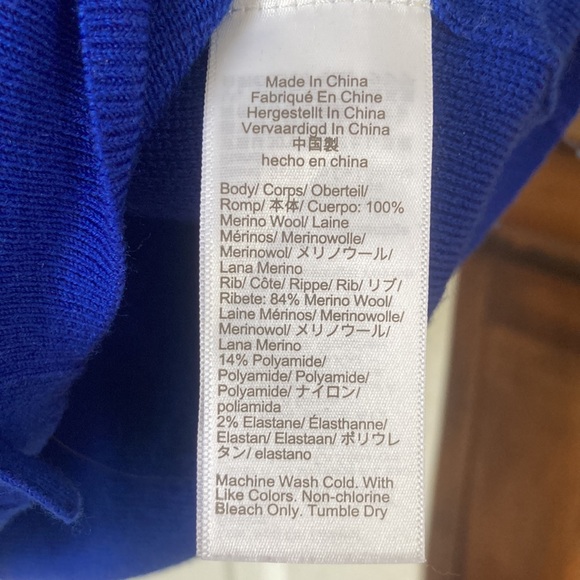 Made In China
Fabriqué En Chine
Hergestellt In China
Vervaardigd In China
中国製
hecho en china
Body/ Corps/ Oberteil/
Romp/ 本体/ Cuerpo: 100%
Merino Wool/ Laine
Mérinos/ Merinowolle/
Merinowol/ メリノウール/
Lana Merino
Rib/ Côte/ Rippe/ Rib/ リブ/
Ribete: 84% Merino Wool/
Laine Mérinos/ Merinowolle/
Merinowol/ メリノウール/
Lana Merino
14% Polyamide/
Polyamide/ Polyamide/
Polyamide/ ナイロン/
poliamida
2% Elastane/ Élasthanne/
Elastan/ Elastaan/ ポリウレ
タン/ elastano
Machine Wash Cold. With
Like Colors. Non-chlorine
Bleach Only. Tumble Dry